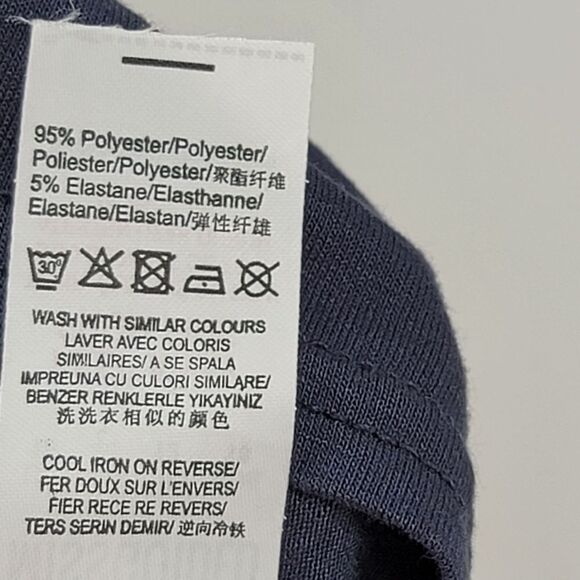 95% Polyester/Polyester/
Poliester/Polyester/聚酯纤维
5% Elastane/Elasthanne/
Elastane/Elastan/弹性纤雄
30°
WASH WITH SIMILAR COLOURS
LAVER AVEC COLORIS
SIMILAIRES/ A SE SPALA
IMPREUNA CU CULORI SIMILARE/
BENZER RENKLERLE YIKAYINIZ
洗洗衣相似的颜色
COOL IRON ON REVERSE/
FER DOUX SUR L'ENVERS/
FIER RECE RE REVERS/
TERS SERIN DEMIR/ 逆向冷铁